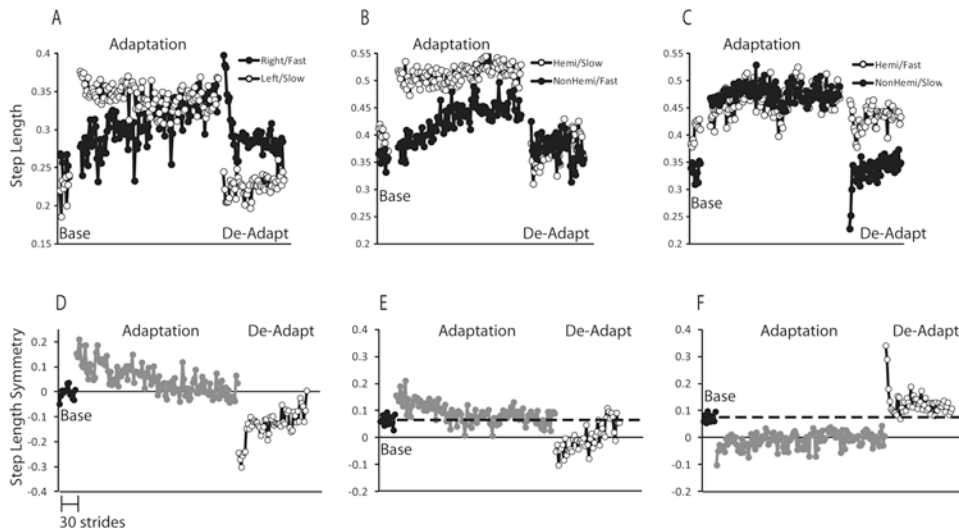 A
Adaptation
Right/Fast
Left/Slow
Step Length
0.4
0.35
0.3
0.25
0.2
0.15
Base
De-Adapt
B
Adaptation
Hemi/Slow
NonHemi/Fast
0.55
0.5
0.45
0.4
0.35
0.3
0.25
0.2
Base
De-Adapt
C
Hemi/Fast
NonHemi/Slow
0.55
0.5
0.45
0.4
0.35
0.3
0.25
0.2
Base
De-Adapt
D
Adaptation
De-Adapt
Step Length Symmetry
0.2
0.1
0
-0.1
-0.2
-0.3
-0.4
Base
30 strides
E
Adaptation
De-Adapt
0.4
0.3
0.2
0.1
0
-0.1
-0.2
Base
F
Adaptation
De-Adapt
0.4
0.3
0.2
0.1
0
-0.1
-0.2
Base